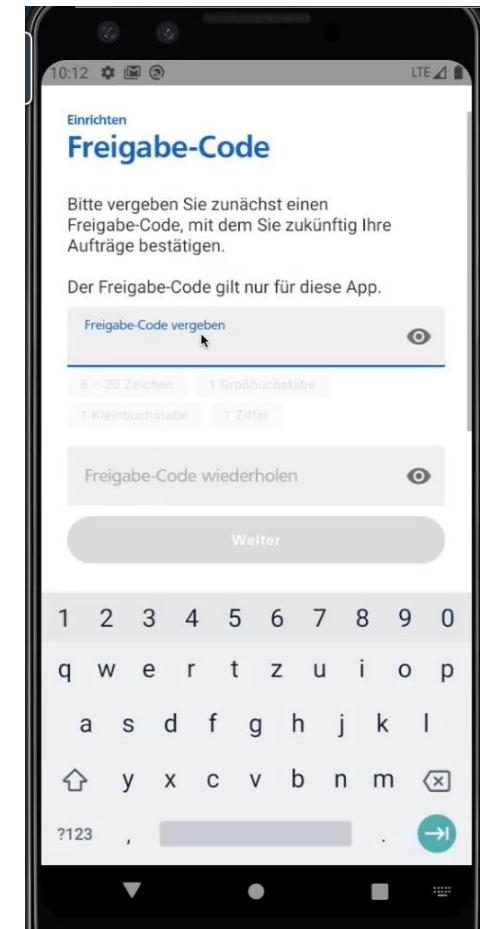 10:12 LTE
Einrichten
Freigabe-Code
Bitte vergeben Sie zunächst einen
Freigabe-Code, mit dem Sie zukünftig Ihre
Aufträge bestätigen.
Der Freigabe-Code gilt nur für diese App.
Freigabe-Code vergeben
8 – 20 Zeichen 1 Großbuchstabe
1 Kleinbuchstabe 1 Ziffer
Freigabe-Code wiederholen
Weiter
1 2 3 4 5 6 7 8 9 0
q w e r t z u i o p
a s d f g h j k l
y x c v b n m
?123 , .